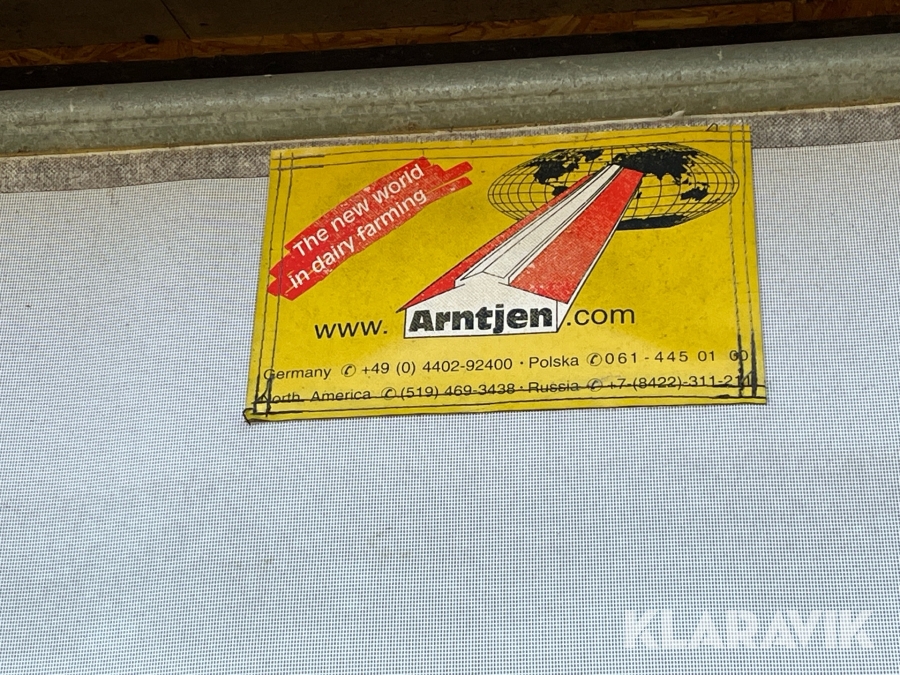 The new world
in dairy farming
www. Arntjen .com
Germany ✆ +49 (0) 4402-92400 · Polska ✆ 061 - 445 01 00
North. America ✆ (519) 469-3438 · Russia ✆ +7-(8422)-311-211
KLARAVIK